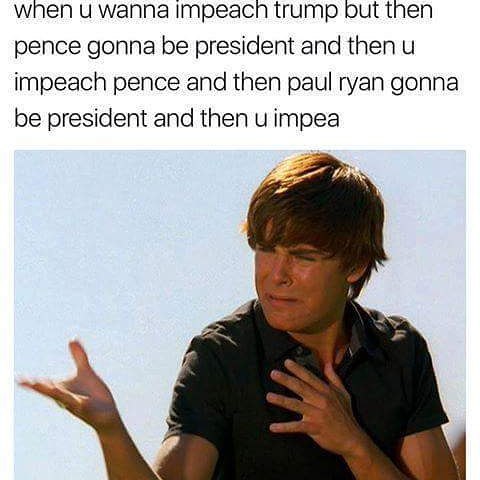 when u wanna impeach trump but then
pence gonna be president and then u
impeach pence and then paul ryan gonna
be president and then u impea